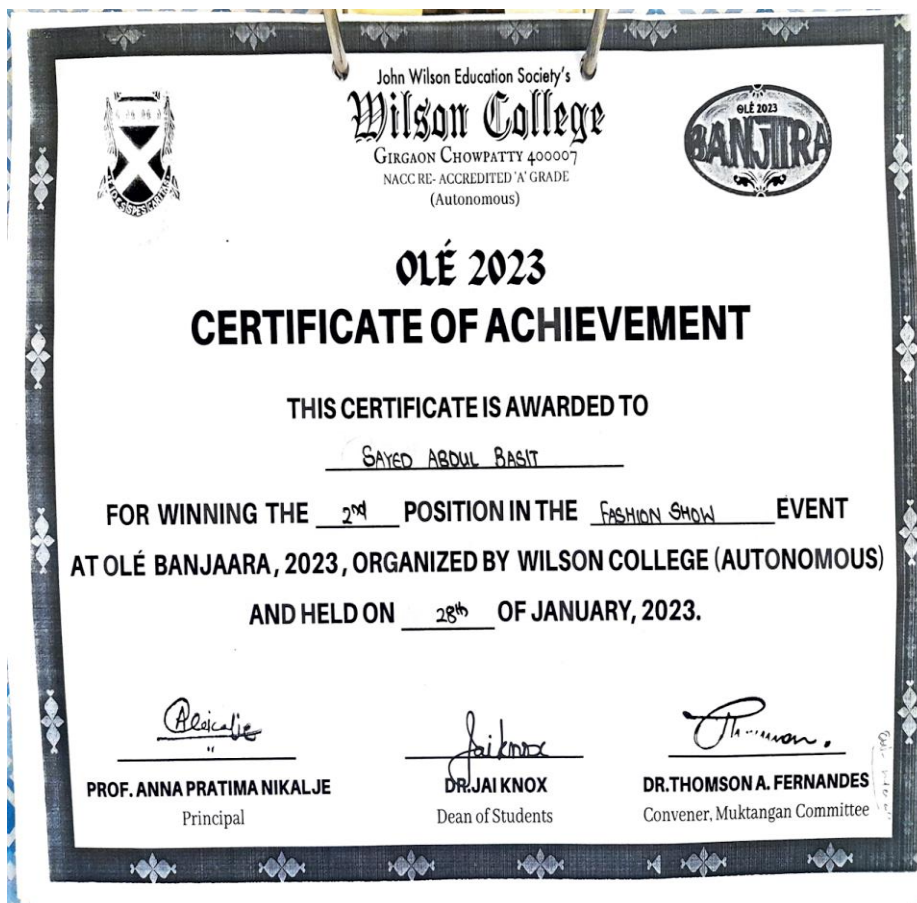 John Wilson Education Society's
Wilson College
GIRGAON CHOWPATTY 400007
NACC RE- ACCREDITED 'A' GRADE
(Autonomous)
OLÉ 2023
OLÉ 2023
CERTIFICATE OF ACHIEVEMENT
THIS CERTIFICATE IS AWARDED TO
SAYED ABDUL BASIT
FOR WINNING THE 2nd POSITION IN THE FASHION SHOW EVENT
AT OLÉ BANJAARA, 2023, ORGANIZED BY WILSON COLLEGE (AUTONOMOUS)
AND HELD ON 28th OF JANUARY, 2023.
Jaiknox
PROF. ANNA PRATIMA NIKALJE
Principal
DR.JAI KNOX
Dean of Students
DR.THOMSON A. FERNANDES
Convener, Muktangan Committee